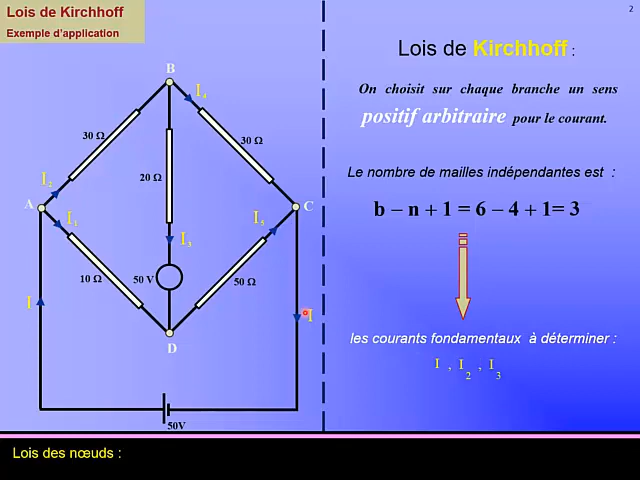 Lois de Kirchhoff
Exemple d'application
2
Lois de Kirchhoff :
On choisit sur chaque branche un sens
positif arbitraire pour le courant.
Le nombre de mailles indépendantes est :
b – n + 1 = 6 – 4 + 1= 3
les courants fondamentaux à déterminer :
I , I2 , I3
B
I4
30 Ω
30 Ω
20 Ω
I2
A
I1
I5
C
I3
10 Ω
50 V
50 Ω
I
I
D
50V
Lois des nœuds :